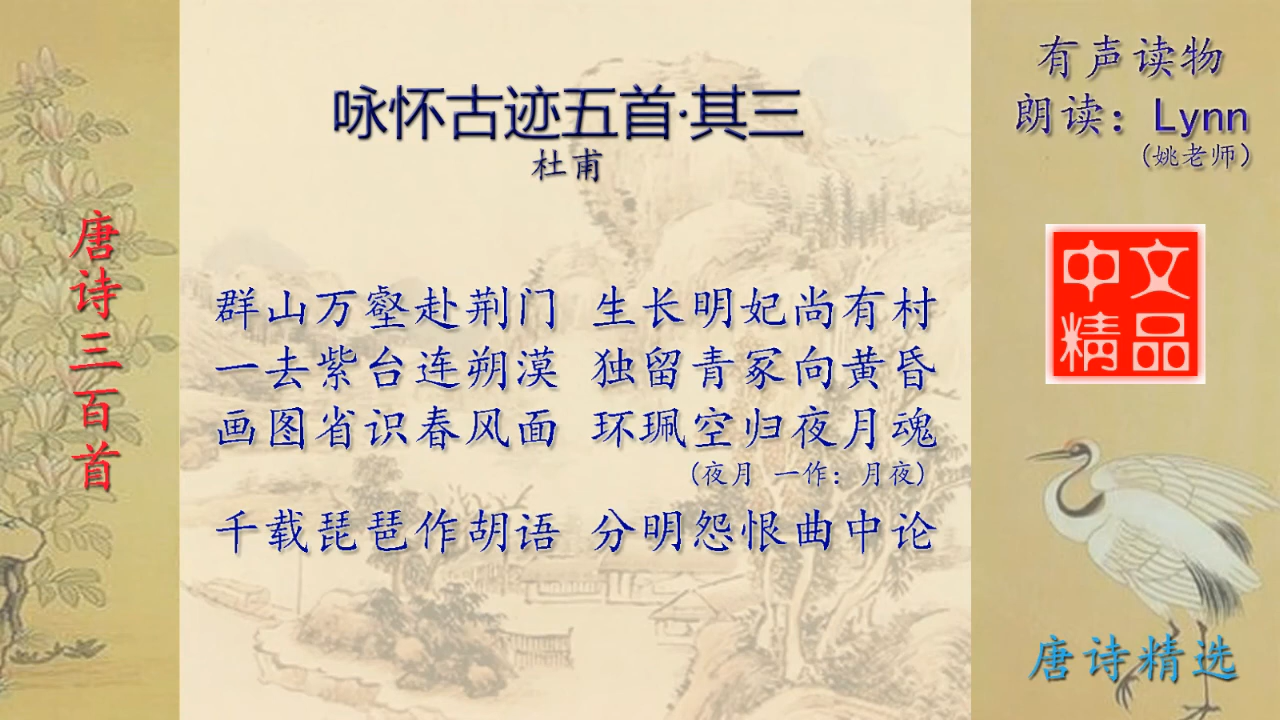 咏怀古迹五首·其三
杜甫
群山万壑赴荆门 生长明妃尚有村
一去紫台连朔漠 独留青冢向黄昏
画图省识春风面 环珮空归夜月魂
（夜月 一作：月夜）
千载琵琶作胡语 分明怨恨曲中论
唐诗三百首
有声读物
朗读：Lynn
（姚老师）
中文
精品
唐诗精选